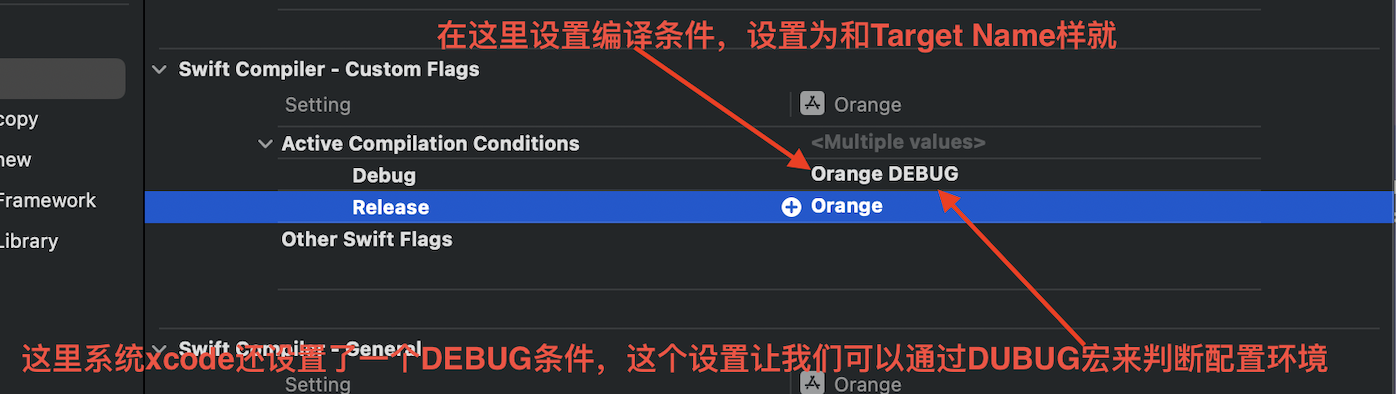 在这里设置编译条件，设置为和Target Name样就
Swift Compiler - Custom Flags
Setting
Orange
copy
Active Compilation Conditions
<Multiple values>
new
Debug
Orange DEBUG
Framework
Release
Orange
Library
Other Swift Flags
Swift Compiler - General
这里系统xcode还设置了一个DEBUG条件，这个设置让我们可以通过DUBUG宏来判断配置环境
Setting
Orange